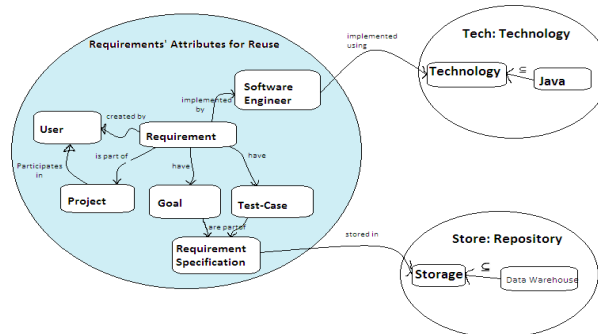 Requirements' Attributes for Reuse
implemented
using
Tech: Technology
Technology
⊆
Java
Software
Engineer
implemented
by
User
created by
Requirement
is part of
have
have
Participates
in
Project
Goal
Test-Case
are part of
Requirement
Specification
stored in
Store: Repository
Storage
⊆
Data Warehouse